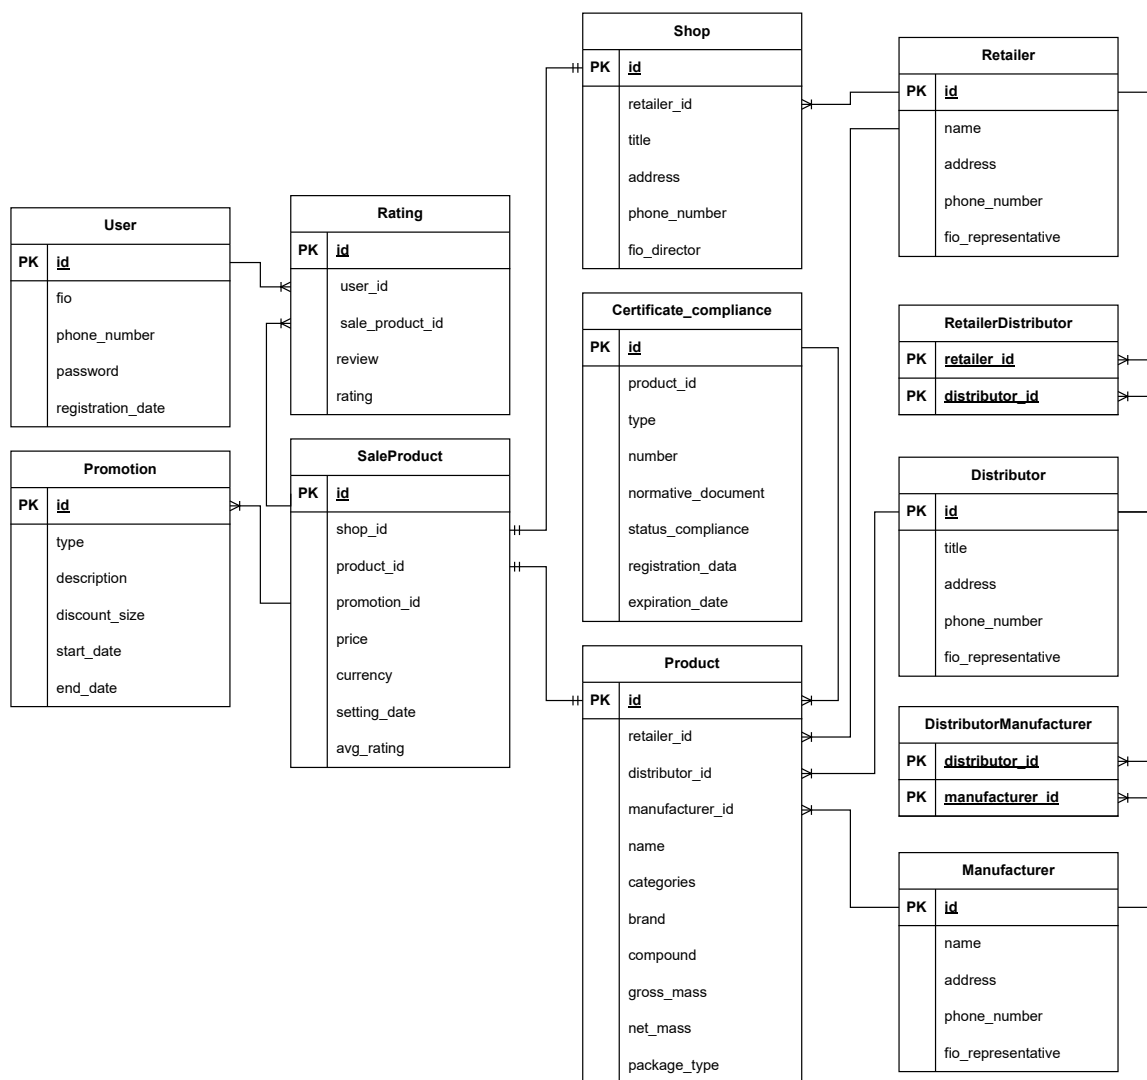 User
PK id
fio
phone_number
password
registration_date
Promotion
PK id
type
description
discount_size
start_date
end_date
Rating
PK id
user_id
sale_product_id
review
rating
SaleProduct
PK id
shop_id
product_id
promotion_id
price
currency
setting_date
avg_rating
Shop
PK id
retailer_id
title
address
phone_number
fio_director
Certificate_compliance
PK id
product_id
type
number
normative_document
status_compliance
registration_data
expiration_date
Product
PK id
retailer_id
distributor_id
manufacturer_id
name
categories
brand
compound
gross_mass
net_mass
package_type
Retailer
PK id
name
address
phone_number
fio_representative
RetailerDistributor
PK retailer_id
PK distributor_id
Distributor
PK id
title
address
phone_number
fio_representative
DistributorManufacturer
PK distributor_id
PK manufacturer_id
Manufacturer
PK id
name
address
phone_number
fio_representative